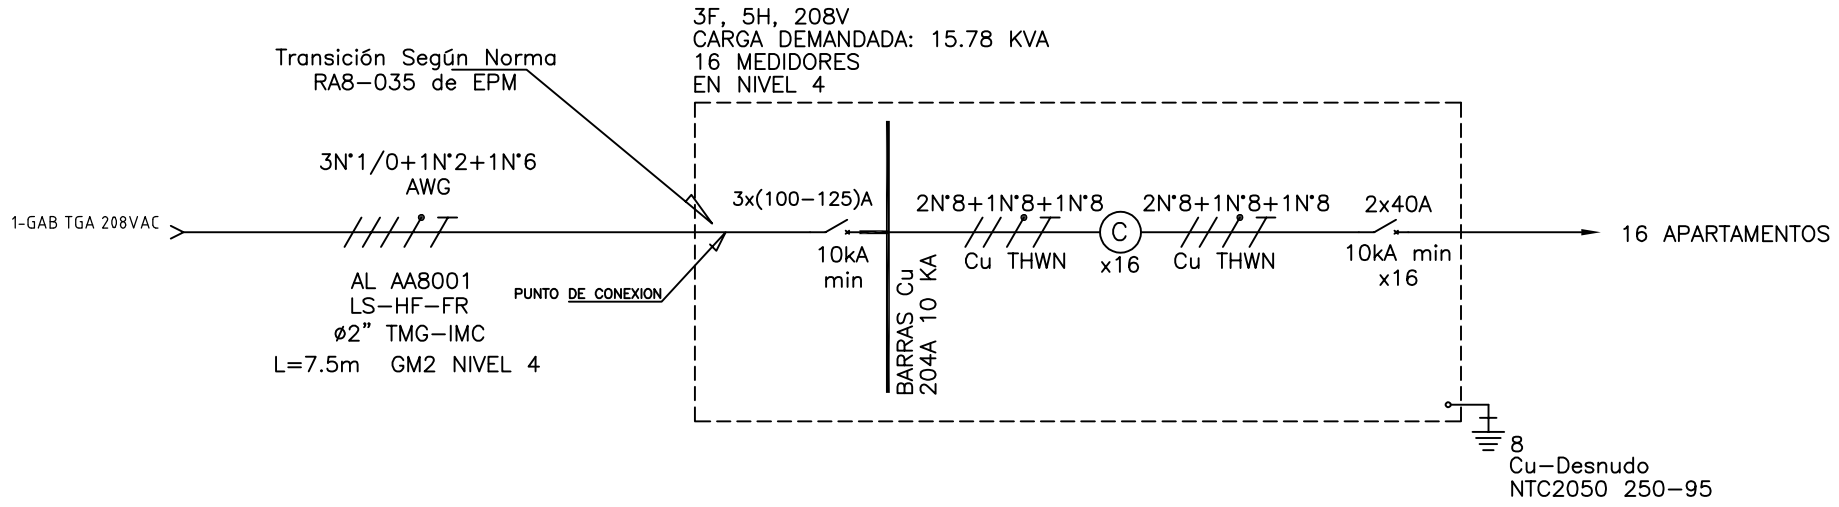 3F, 5H, 208V
CARGA DEMANDADA: 15.78 KVA
16 MEDIDORES
EN NIVEL 4
Transición Según Norma
RA8-035 de EPM
3N°1/0+1N°2+1N°6
AWG
1-GAB TGA 208VAC
AL AA8001
LS-HF-FR
ø2" TMG-IMC
L=7.5m GM2 NIVEL 4
PUNTO DE CONEXION
3x(100-125)A
10kA
min
BARRAS Cu
204A 10 KA
2N°8+1N°8+1N°8
Cu THWN
C
x16
2N°8+1N°8+1N°8
Cu THWN
2x40A
10kA min
x16
16 APARTAMENTOS
8
Cu-Desnudo
NTC2050 250-95